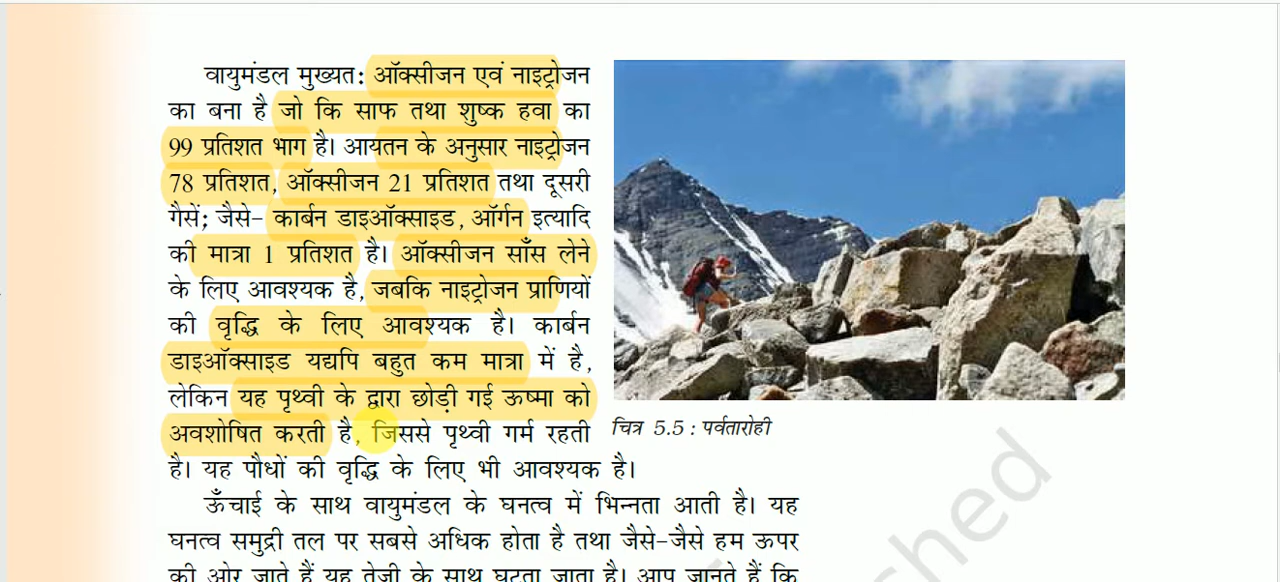 वायुमंडल मुख्यत: ऑक्सीजन एवं नाइट्रोजन
का बना है जो कि साफ तथा शुष्क हवा का
99 प्रतिशत भाग है। आयतन के अनुसार नाइट्रोजन
78 प्रतिशत, ऑक्सीजन 21 प्रतिशत तथा दूसरी
गैसें; जैसे- कार्बन डाइऑक्साइड, ऑर्गन इत्यादि
की मात्रा 1 प्रतिशत है। ऑक्सीजन साँस लेने
के लिए आवश्यक है, जबकि नाइट्रोजन प्राणियों
की वृद्धि के लिए आवश्यक है। कार्बन
डाइऑक्साइड यद्यपि बहुत कम मात्रा में है,
लेकिन यह पृथ्वी के द्वारा छोड़ी गई ऊष्मा को
अवशोषित करती है, जिससे पृथ्वी गर्म रहती
है। यह पौधों की वृद्धि के लिए भी आवश्यक है।
चित्र 5.5 : पर्वतारोही
ऊँचाई के साथ वायुमंडल के घनत्व में भिन्नता आती है। यह
घनत्व समुद्री तल पर सबसे अधिक होता है तथा जैसे-जैसे हम ऊपर
की ओर जाते हैं यह तेज़ी के साथ घटता जाता है। आप जानते हैं कि